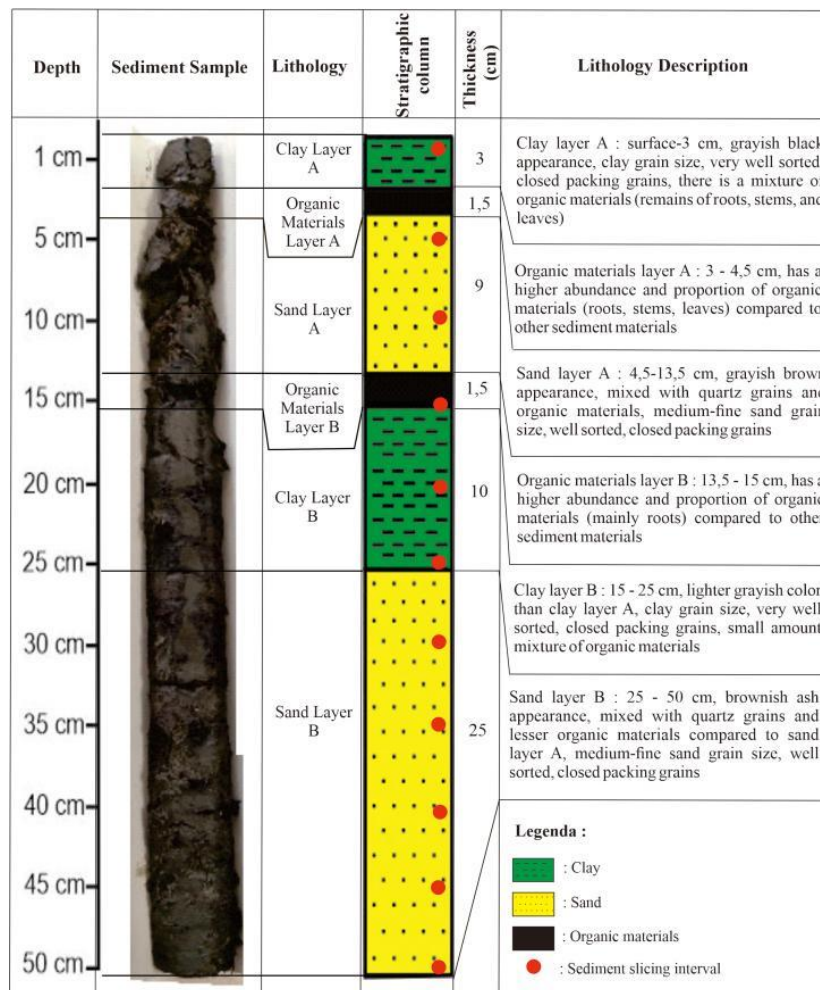 Depth
Sediment Sample
Lithology
Stratigraphic
column
Thickness
(cm)
Lithology Description
1 cm
5 cm
10 cm
15 cm
20 cm
25 cm
30 cm
35 cm
40 cm
45 cm
50 cm
Clay Layer
A
Organic
Materials
Layer A
Sand Layer
A
Organic
Materials
Layer B
Clay Layer
B
Sand Layer
B
3
1,5
9
1,5
10
25
Clay layer A : surface-3 cm, grayish black
appearance, clay grain size, very well sorted,
closed packing grains, there is a mixture of
organic materials (remains of roots, stems, and
leaves)
Organic materials layer A : 3 - 4,5 cm, has a
higher abundance and proportion of organic
materials (roots, stems, leaves) compared to
other sediment materials
Sand layer A : 4,5-13,5 cm, grayish brown
appearance, mixed with quartz grains and
organic materials, medium-fine sand grain
size, well sorted, closed packing grains
Organic materials layer B : 13,5 - 15 cm, has a
higher abundance and proportion of organic
materials (mainly roots) compared to other
sediment materials
Clay layer B : 15 - 25 cm, lighter grayish color
than clay layer A, clay grain size, very well
sorted, closed packing grains, small amount
mixture of organic materials
Sand layer B : 25 - 50 cm, brownish ash
appearance, mixed with quartz grains and
lesser organic materials compared to sand
layer A, medium-fine sand grain size, well
sorted, closed packing grains
Legenda :
: Clay
: Sand
: Organic materials
: Sediment slicing interval